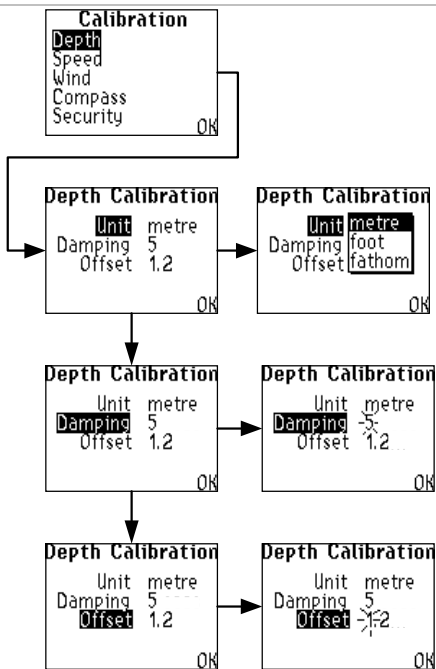 Calibration
Depth
Speed
Wind
Compass
Security
OK
Depth Calibration
Unit metre
Damping 5
Offset 1.2
OK
Depth Calibration
Unit metre
Damping foot
Offset fathom
OK
Depth Calibration
Unit metre
Damping 5
Offset 1.2
OK
Depth Calibration
Unit metre
Damping 5
Offset 1.2
OK
Depth Calibration
Unit metre
Damping 5
Offset 1.2
OK
Depth Calibration
Unit metre
Damping 5
Offset 1.2
OK